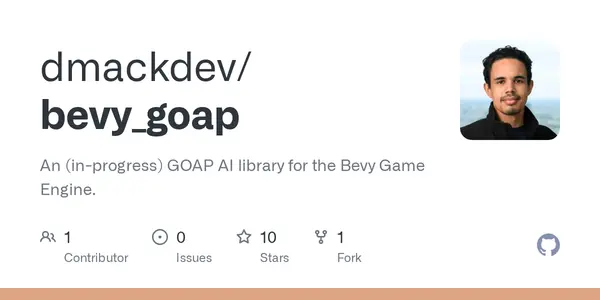 dmackdev/
bevy_goap
An (in-progress) GOAP AI library for the Bevy Game
Engine.
1 0 10 1
Contributor Issues Stars Fork